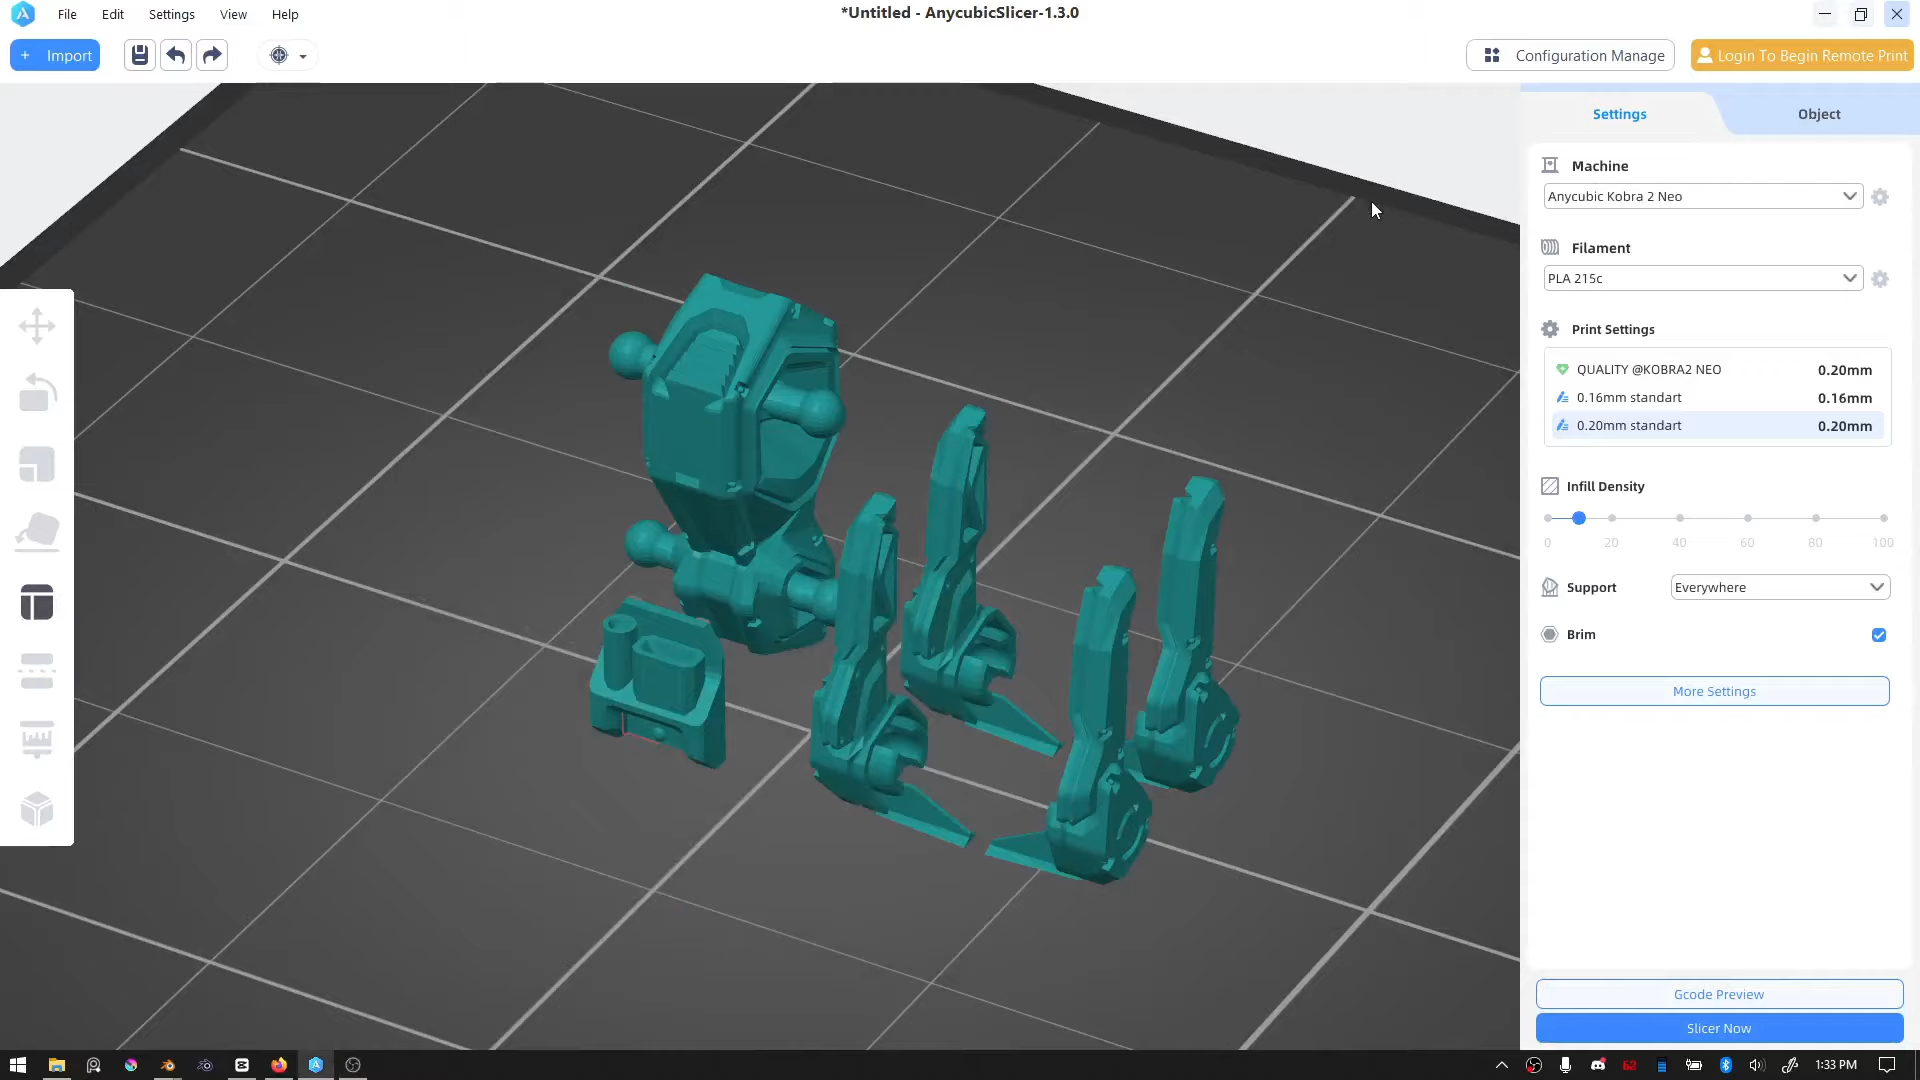 File Edit Settings View Help
*Untitled - AnycubicSlicer-1.3.0
+ Import
Configuration Manage
Login To Begin Remote Print
Settings
Object
Machine
Anycubic Kobra 2 Neo
Filament
PLA 215c
Print Settings
QUALITY @KOBRA2 NEO 0.20mm
0.16mm standart 0.16mm
0.20mm standart 0.20mm
Infill Density
0 20 40 60 80 100
Support Everywhere
Brim
More Settings
Gcode Preview
Slicer Now
62 1:33 PM